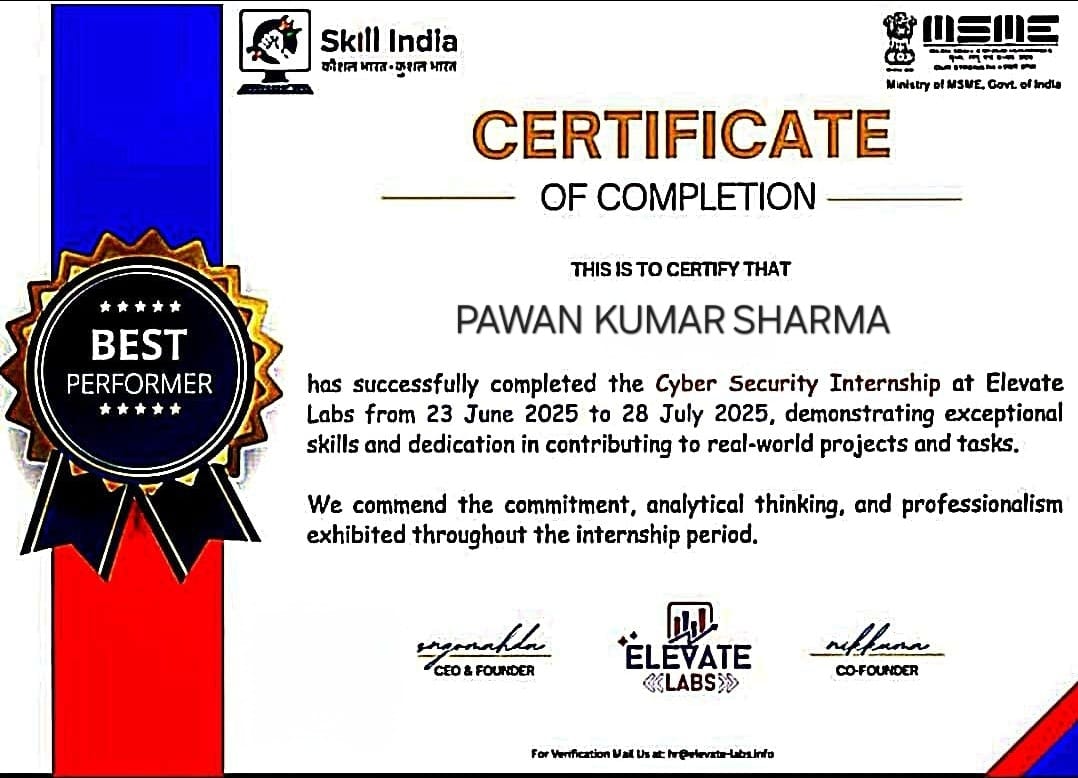 Skill India
कौशल भारत - कुशल भारत
MSME
Ministry of MSME, Govt. of India
CERTIFICATE
OF COMPLETION
THIS IS TO CERTIFY THAT
PAWAN KUMAR SHARMA
BEST
PERFORMER
has successfully completed the Cyber Security Internship at Elevate
Labs from 23 June 2025 to 28 July 2025, demonstrating exceptional
skills and dedication in contributing to real-world projects and tasks.
We commend the commitment, analytical thinking, and professionalism
exhibited throughout the internship period.
CEO & FOUNDER
ELEVATE
LABS
CO-FOUNDER
For Verification Mail Us at: hr@elevate-labs.info